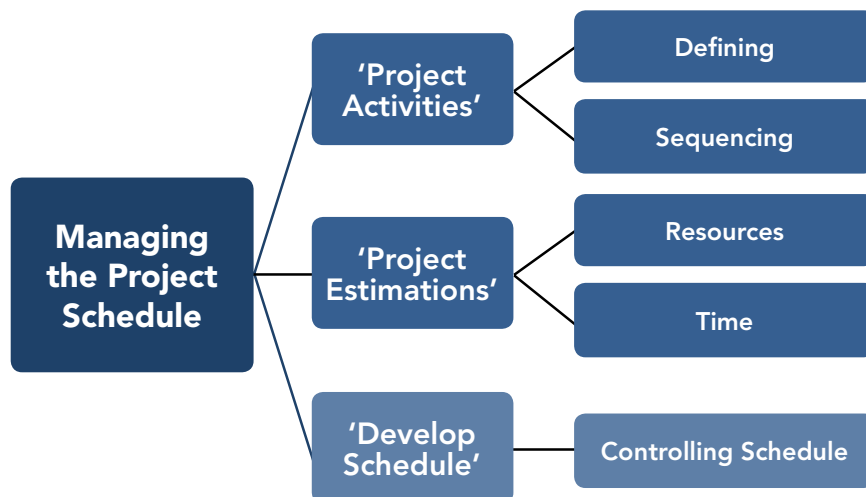 Managing
the Project
Schedule
‘Project
Activities’
Defining
Sequencing
‘Project
Estimations’
Resources
Time
‘Develop
Schedule’
Controlling Schedule